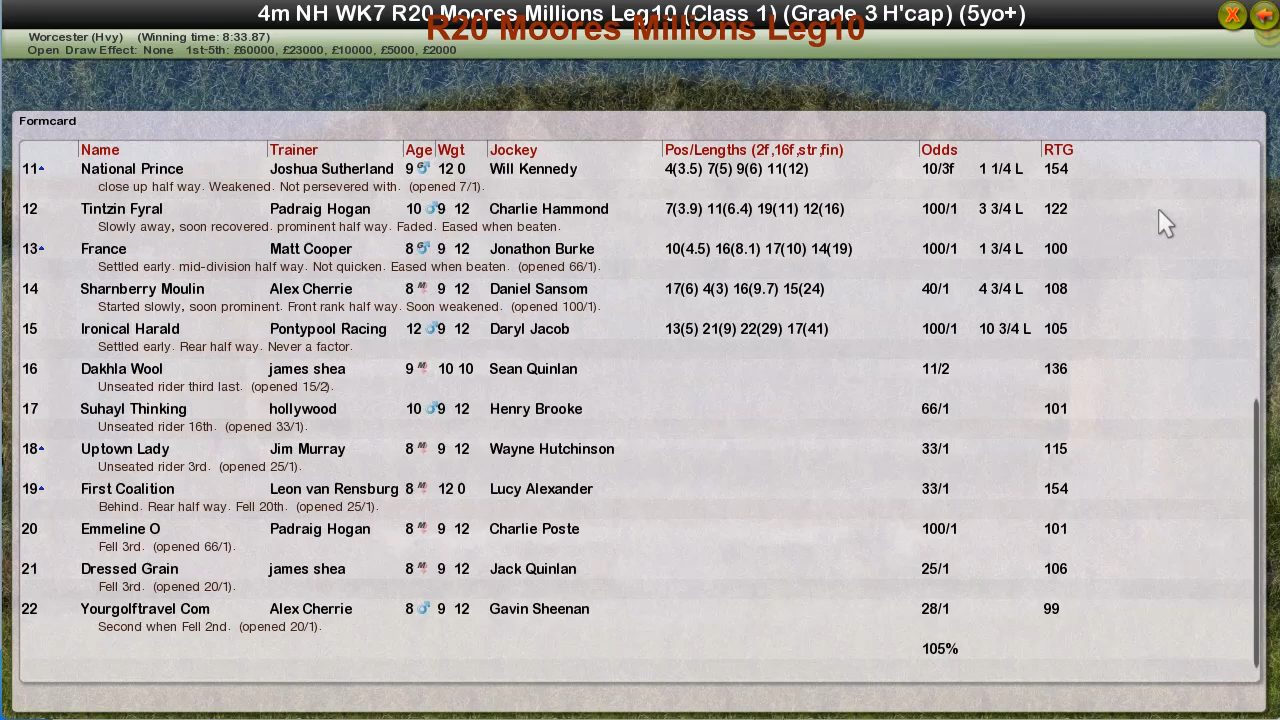 4m NH WK7 R20 Moores Millions Leg10 (Class 1) (Grade 3 H'cap) (5yo+)
R20 Moores Millions Leg10
Worcester (Hvy) (Winning time: 8:33.87)
Open Draw Effect: None 1st-5th: £60000, £23000, £10000, £5000, £2000
Formcard
Name Trainer Age Wgt Jockey Pos/Lengths (2f,16f,str,fin) Odds RTG
11 National Prince Joshua Sutherland 9 12 0 Will Kennedy 4(3.5) 7(5) 9(6) 11(12) 10/3f 1 1/4 L 154
close up half way. Weakened. Not persevered with. (opened 7/1).
12 Tintzin Fyral Padraig Hogan 10 9 12 Charlie Hammond 7(3.9) 11(6.4) 19(11) 12(16) 100/1 3 3/4 L 122
Slowly away, soon recovered. prominent half way. Faded. Eased when beaten.
13 France Matt Cooper 8 9 12 Jonathon Burke 10(4.5) 16(8.1) 17(10) 14(19) 100/1 1 3/4 L 100
Settled early. mid-division half way. Not quicken. Eased when beaten. (opened 66/1).
14 Sharnberry Moulin Alex Cherrie 8 9 12 Daniel Sansom 17(6) 4(3) 16(9.7) 15(24) 40/1 4 3/4 L 108
Started slowly, soon prominent. Front rank half way. Soon weakened. (opened 100/1).
15 Ironical Harald Pontypool Racing 12 9 12 Daryl Jacob 13(5) 21(9) 22(29) 17(41) 100/1 10 3/4 L 105
Settled early. Rear half way. Never a factor.
16 Dakhla Wool james shea 9 10 10 Sean Quinlan 11/2 136
Unseated rider third last. (opened 15/2).
17 Suhayl Thinking hollywood 10 9 12 Henry Brooke 66/1 101
Unseated rider 16th. (opened 33/1).
18 Uptown Lady Jim Murray 8 9 12 Wayne Hutchinson 33/1 115
Unseated rider 3rd. (opened 25/1).
19 First Coalition Leon van Rensburg 8 12 0 Lucy Alexander 33/1 154
Behind. Rear half way. Fell 20th. (opened 25/1).
20 Emmeline O Padraig Hogan 8 9 12 Charlie Poste 100/1 101
Fell 3rd. (opened 66/1).
21 Dressed Grain james shea 8 9 12 Jack Quinlan 25/1 106
Fell 3rd. (opened 20/1).
22 Yourgolftravel Com Alex Cherrie 8 9 12 Gavin Sheenan 28/1 99
Second when Fell 2nd. (opened 20/1).
105%